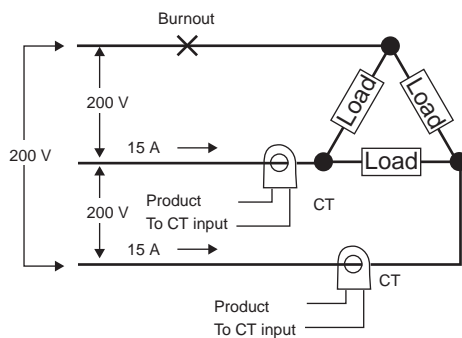 Burnout
200 V
Load
Load
15 A
200 V
Load
Product
To CT input
CT
200 V
15 A
CT
Product
To CT input